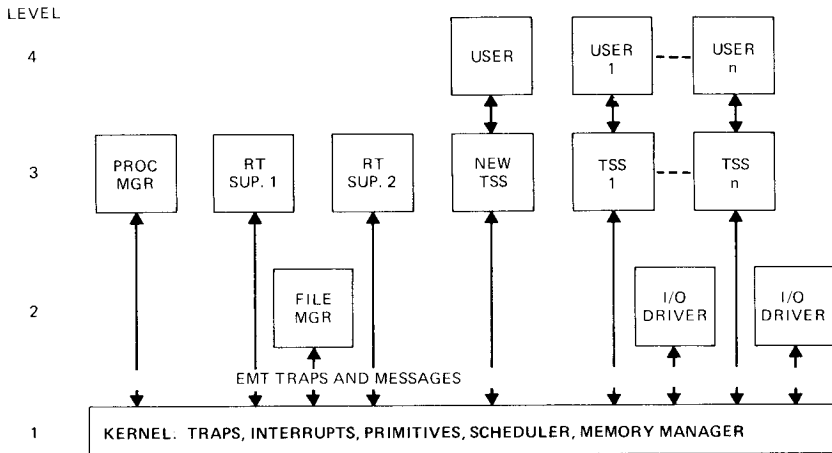 LEVEL
4
USER
USER
1
USER
n
3
PROC
MGR
RT
SUP. 1
RT
SUP. 2
NEW
TSS
TSS
1
TSS
n
2
FILE
MGR
I/O
DRIVER
I/O
DRIVER
EMT TRAPS AND MESSAGES
1
KERNEL: TRAPS, INTERRUPTS, PRIMITIVES, SCHEDULER, MEMORY MANAGER